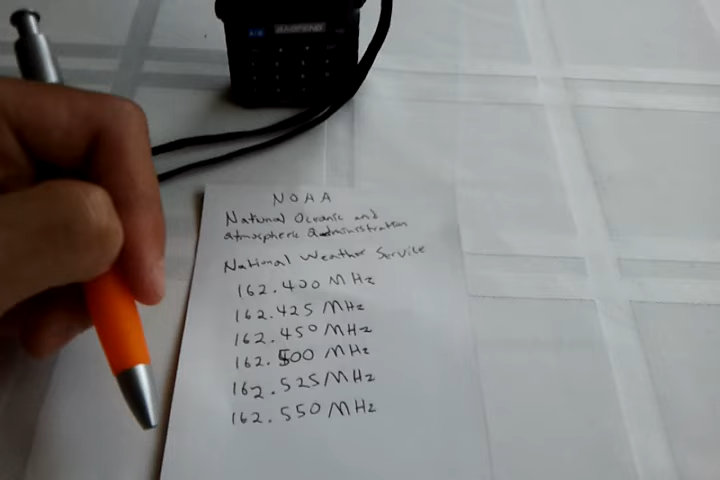 BAOFENG
NOAA
National Oceanic and
atmospheric administration
National Weather Service
162.400 MHz
162.425 MHz
162.450 MHz
162.500 MHz
162.525 MHz
162.550 MHz